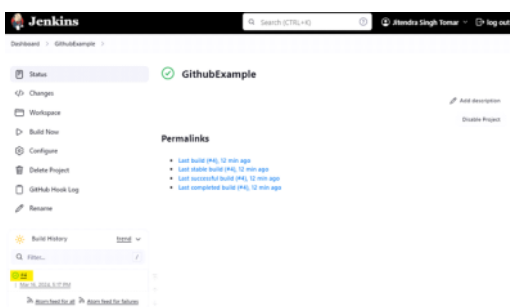 Jenkins
Search (CTRL+K)
Jitendra Singh Tomar
log out
Dashboard > GithubExample >
Status
Changes
Workspace
Build Now
Configure
Delete Project
GitHub Hook Log
Rename
GithubExample
Add description
Disable Project
Permalinks
Last build (#4), 12 min ago
Last stable build (#4), 12 min ago
Last successful build (#4), 12 min ago
Last completed build (#4), 12 min ago
Build History
trend
Filter...
/
#4
Atom feed for all
Atom feed for failures